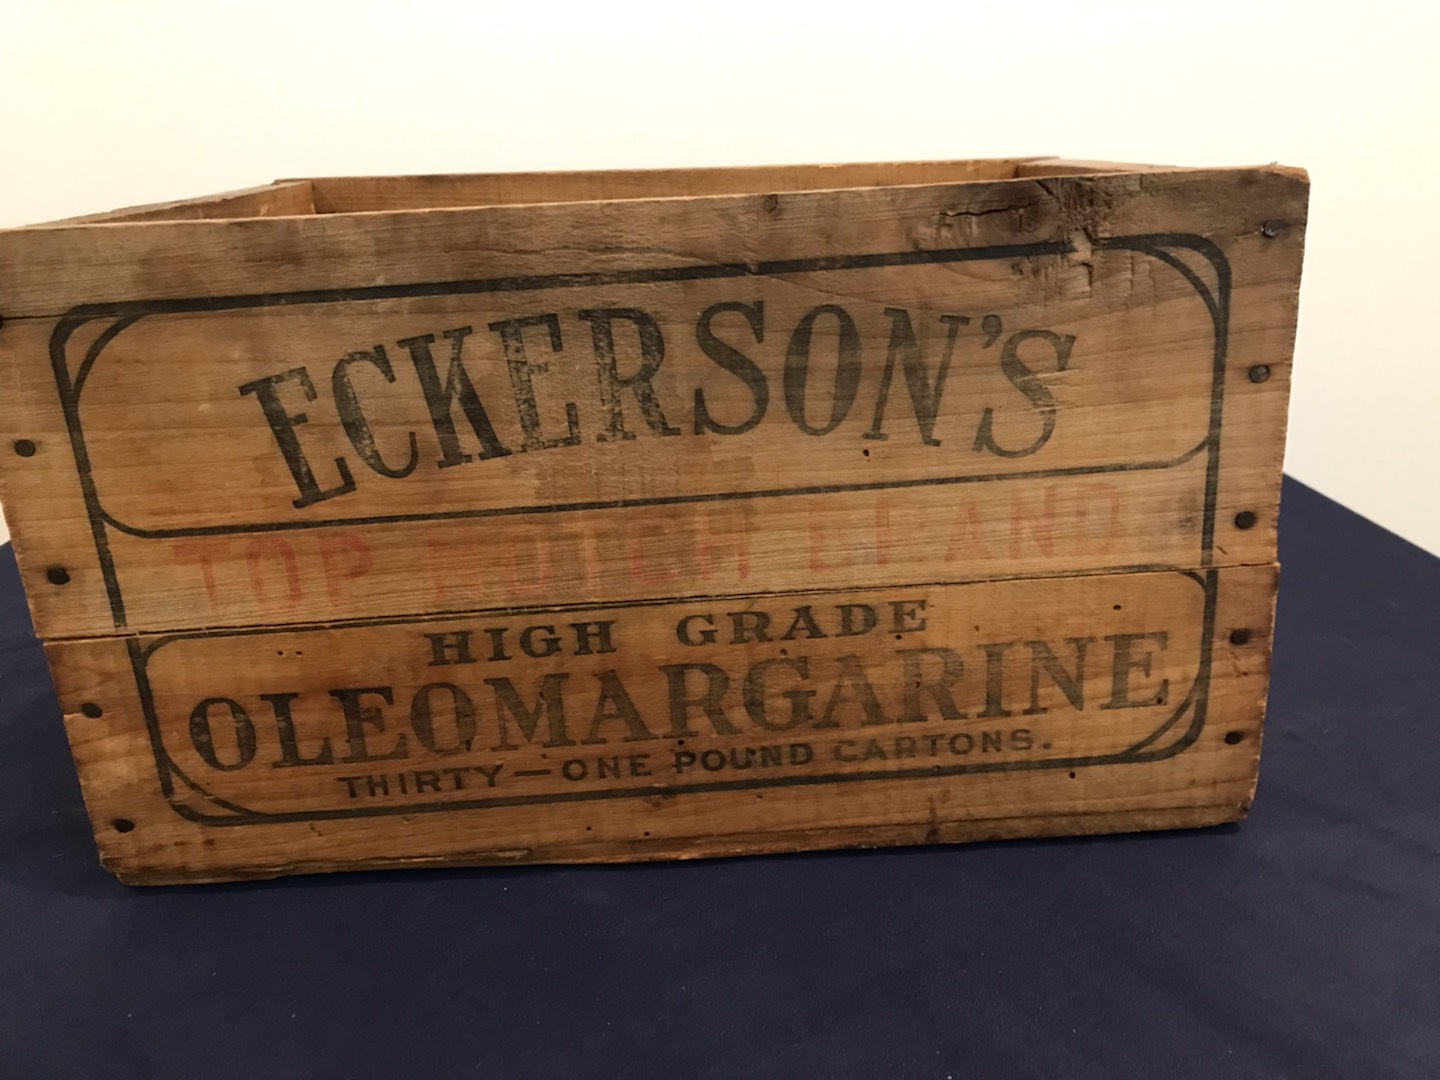 ECKERSON'S
TOP NOTCH BRAND
HIGH GRADE
OLEOMARGARINE
THIRTY—ONE POUND CARTONS.